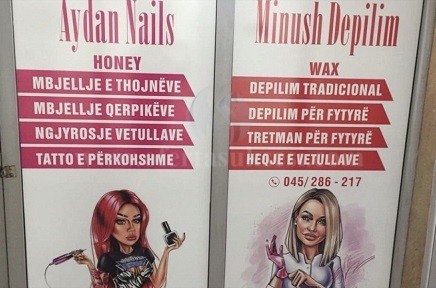 Aydan Nails
HONEY
MBJELLJE E THOJNËVE
MBJELLJE QERPIKËVE
NGJYROSJE VETULLAVE
TATTO E PËRKOHSHME
Minush Depilim
WAX
DEPILIM TRADICIONAL
DEPILIM PËR FYTYRË
TRETMAN PËR FYTYRË
HEQJE E VETULLAVE
045/ 286 - 217